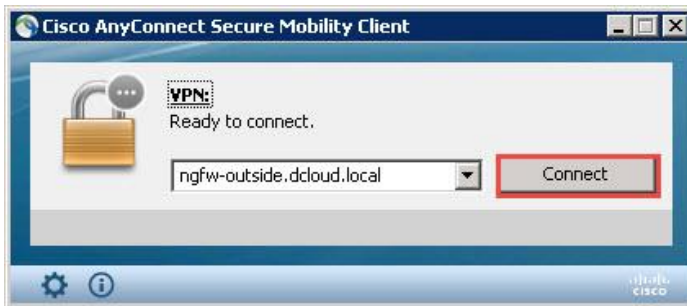 Cisco AnyConnect Secure Mobility Client
VPN:
Ready to connect.
ngfw-outside.dcloud.local
Connect
cisco